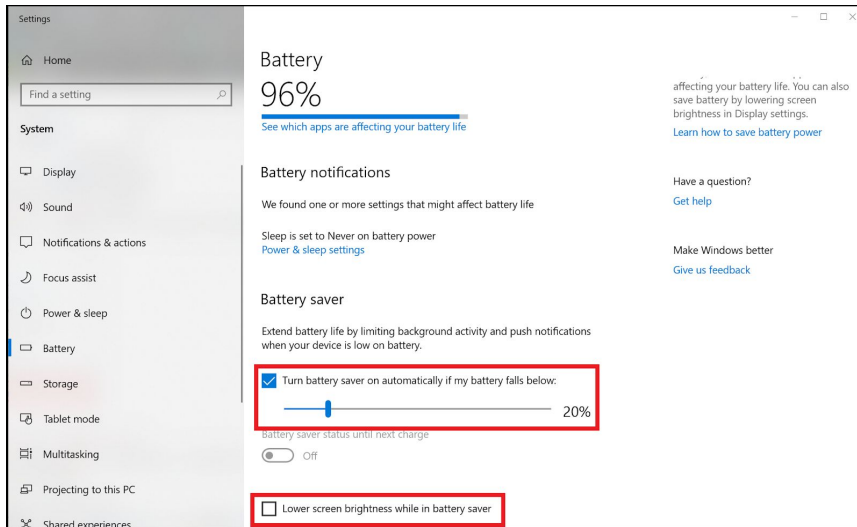 Settings
Home
Find a setting
System
Display
Sound
Notifications & actions
Focus assist
Power & sleep
Battery
Storage
Tablet mode
Multitasking
Projecting to this PC
Shared experiences
Battery
96%
See which apps are affecting your battery life
Battery notifications
We found one or more settings that might affect battery life
Sleep is set to Never on battery power
Power & sleep settings
Battery saver
Extend battery life by limiting background activity and push notifications
when your device is low on battery.
Turn battery saver on automatically if my battery falls below:
20%
Battery saver status until next charge
Off
Lower screen brightness while in battery saver
affecting your battery life. You can also
save battery by lowering screen
brightness in Display settings.
Learn how to save battery power
Have a question?
Get help
Make Windows better
Give us feedback